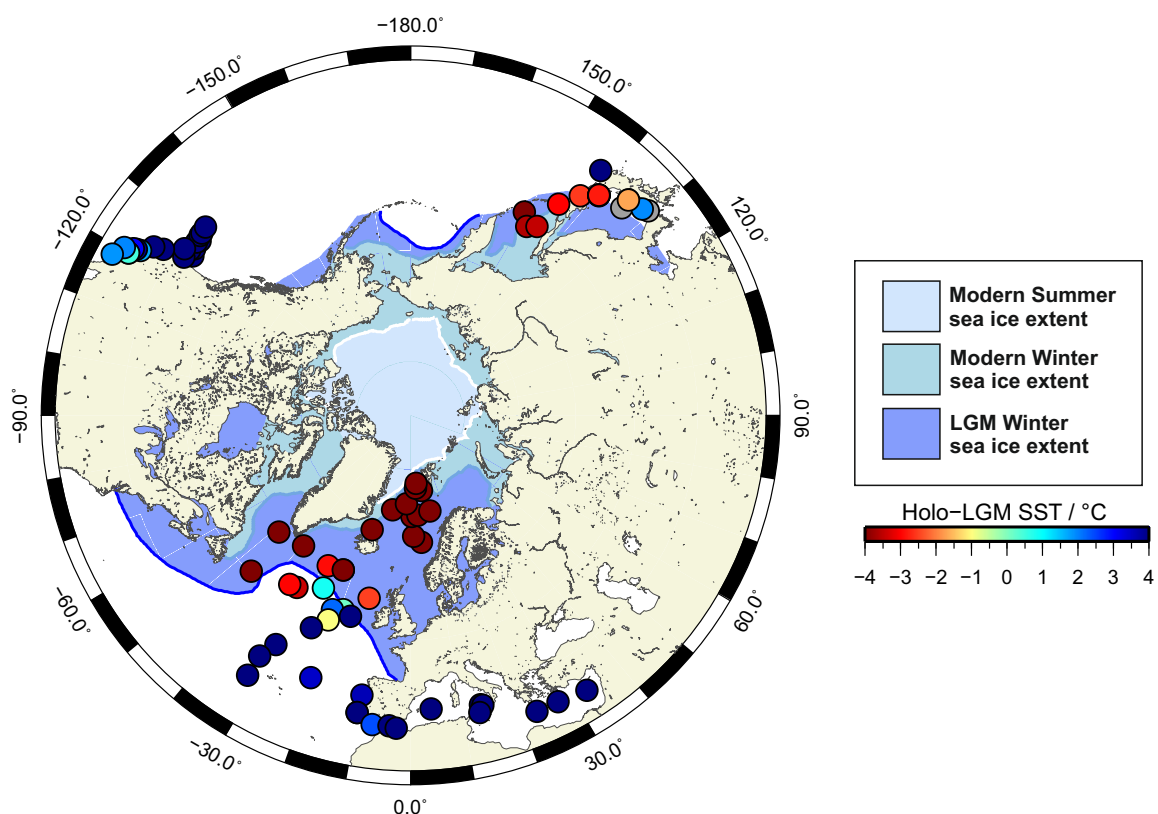 −180.0°
−150.0°
150.0°
−120.0°
120.0°
−90.0°
90.0°
−60.0°
60.0°
−30.0°
30.0°
0.0°
Modern Summer
sea ice extent
Modern Winter
sea ice extent
LGM Winter
sea ice extent
Holo−LGM SST / °C
−4 −3 −2 −1 0 1 2 3 4